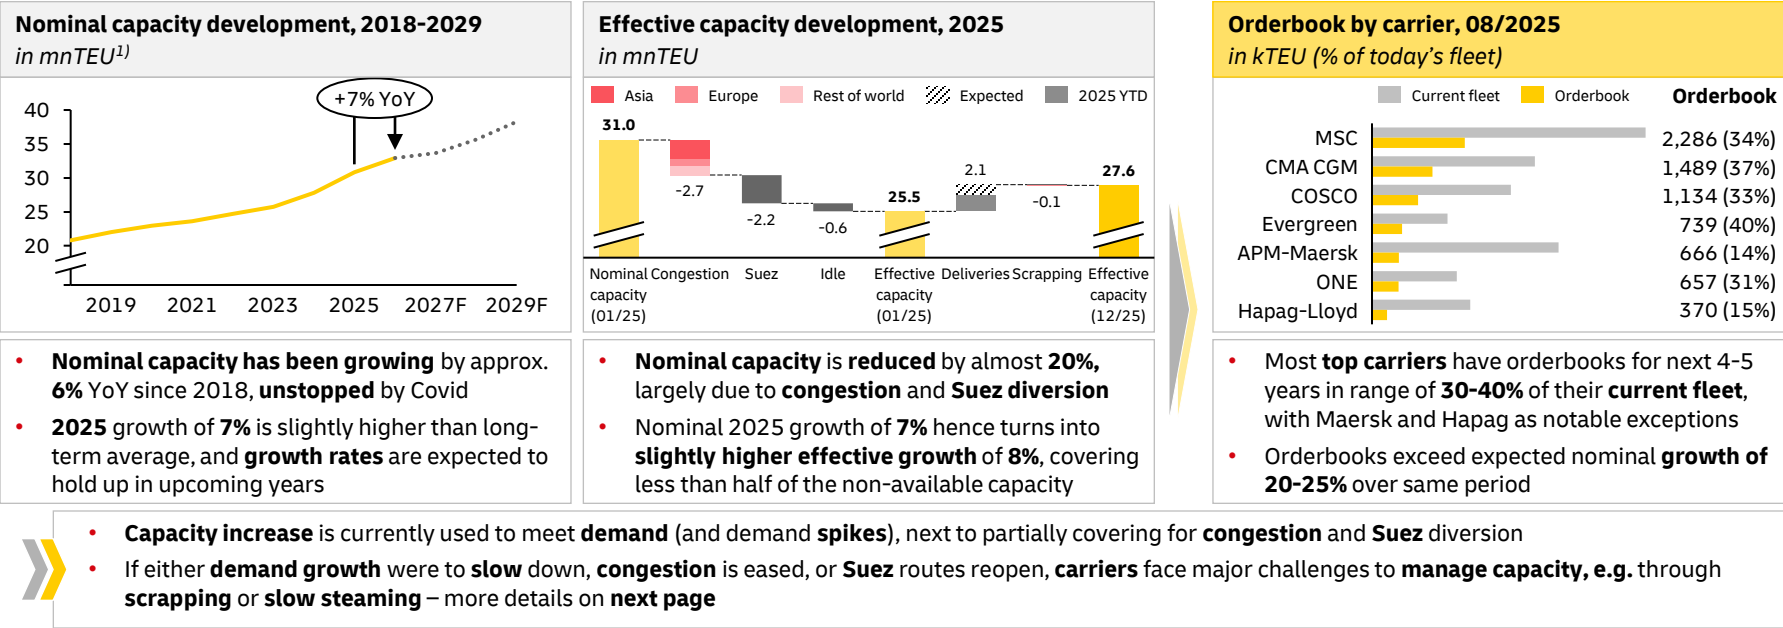 Nominal capacity development, 2018-2029
in mnTEU1)
+7% YoY
40
35
30
25
20
2019 2021 2023 2025 2027F 2029F
Effective capacity development, 2025
in mnTEU
Asia Europe Rest of world Expected 2025 YTD
31.0
-2.7
-2.2
-0.6
25.5
2.1
-0.1
27.6
Nominal capacity (01/25)
Congestion
Suez
Idle
Effective capacity (01/25)
Deliveries
Scrapping
Effective capacity (12/25)
Orderbook by carrier, 08/2025
in kTEU (% of today's fleet)
Current fleet Orderbook Orderbook
MSC 2,286 (34%)
CMA CGM 1,489 (37%)
COSCO 1,134 (33%)
Evergreen 739 (40%)
APM-Maersk 666 (14%)
ONE 657 (31%)
Hapag-Lloyd 370 (15%)
• Nominal capacity has been growing by approx.
6% YoY since 2018, unstopped by Covid
• 2025 growth of 7% is slightly higher than long-
term average, and growth rates are expected to
hold up in upcoming years
• Nominal capacity is reduced by almost 20%,
largely due to congestion and Suez diversion
• Nominal 2025 growth of 7% hence turns into
slightly higher effective growth of 8%, covering
less than half of the non-available capacity
• Most top carriers have orderbooks for next 4-5
years in range of 30-40% of their current fleet,
with Maersk and Hapag as notable exceptions
• Orderbooks exceed expected nominal growth of
20-25% over same period
• Capacity increase is currently used to meet demand (and demand spikes), next to partially covering for congestion and Suez diversion
• If either demand growth were to slow down, congestion is eased, or Suez routes reopen, carriers face major challenges to manage capacity, e.g. through
scrapping or slow steaming – more details on next page